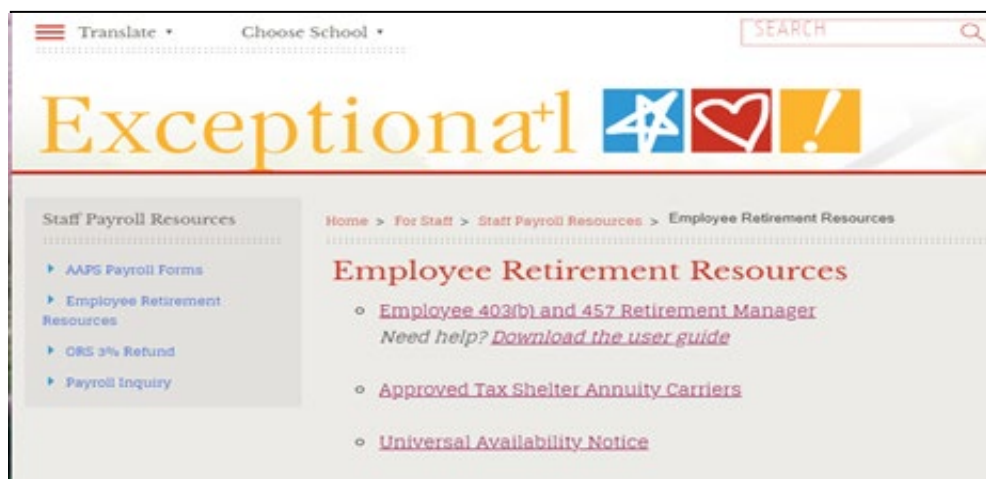 Translate ▾ Choose School ▾ SEARCH
Exceptiona+l
Staff Payroll Resources
AAPS Payroll Forms
Employee Retirement
Resources
ORS 3% Refund
Payroll Inquiry
Home > For Staff > Staff Payroll Resources > Employee Retirement Resources
Employee Retirement Resources
Employee 403(b) and 457 Retirement Manager
Need help? Download the user guide
Approved Tax Shelter Annuity Carriers
Universal Availability Notice